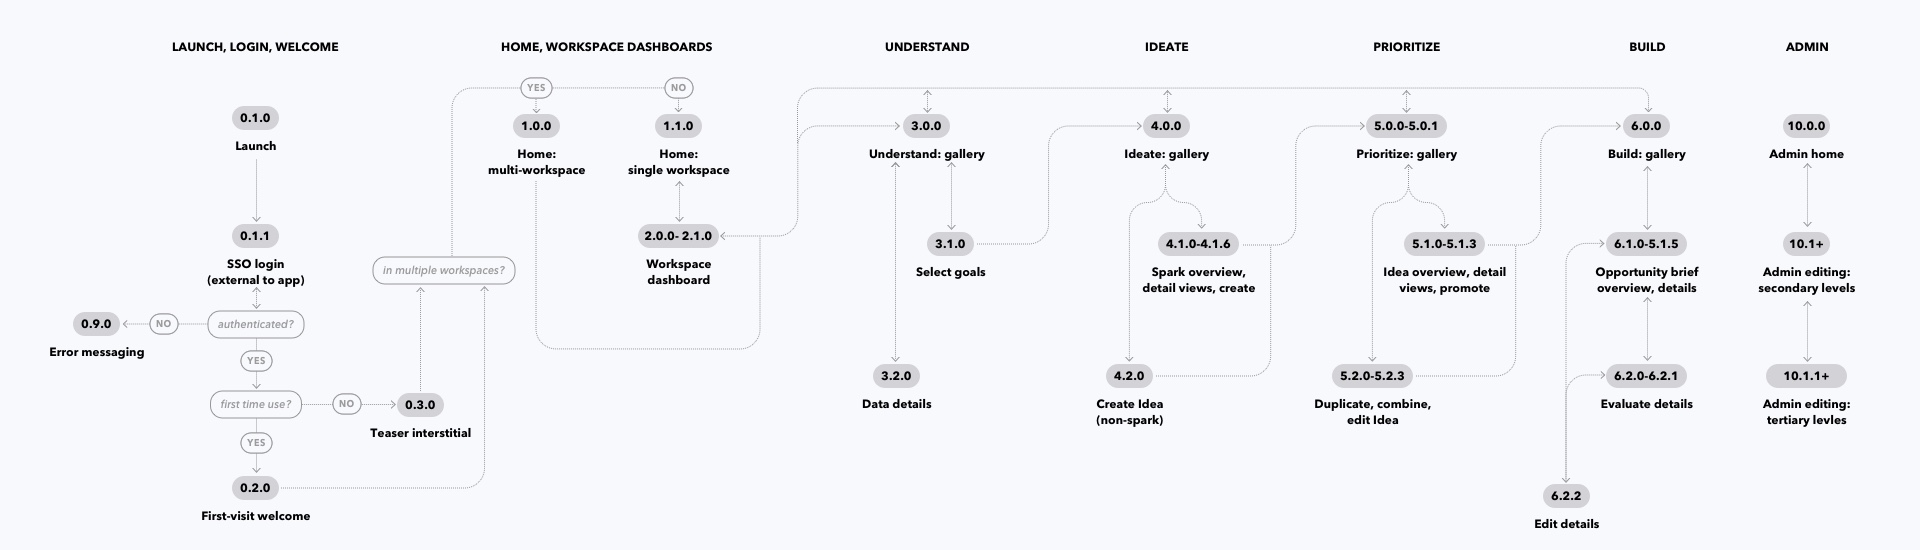 LAUNCH, LOGIN, WELCOME
HOME, WORKSPACE DASHBOARDS
UNDERSTAND
IDEATE
PRIORITIZE
BUILD
ADMIN
0.1.0
Launch
0.1.1
SSO login
(external to app)
authenticated?
NO
0.9.0
Error messaging
YES
first time use?
NO
0.3.0
Teaser interstitial
YES
0.2.0
First-visit welcome
in multiple workspaces?
YES
NO
1.0.0
Home:
multi-workspace
1.1.0
Home:
single workspace
2.0.0- 2.1.0
Workspace
dashboard
3.0.0
Understand: gallery
3.1.0
Select goals
3.2.0
Data details
4.0.0
Ideate: gallery
4.1.0-4.1.6
Spark overview,
detail views, create
4.2.0
Create Idea
(non-spark)
5.0.0-5.0.1
Prioritize: gallery
5.1.0-5.1.3
Idea overview, detail
views, promote
5.2.0-5.2.3
Duplicate, combine,
edit Idea
6.0.0
Build: gallery
6.1.0-5.1.5
Opportunity brief
overview, details
6.2.0-6.2.1
Evaluate details
6.2.2
Edit details
10.0.0
Admin home
10.1+
Admin editing:
secondary levels
10.1.1+
Admin editing:
tertiary levles